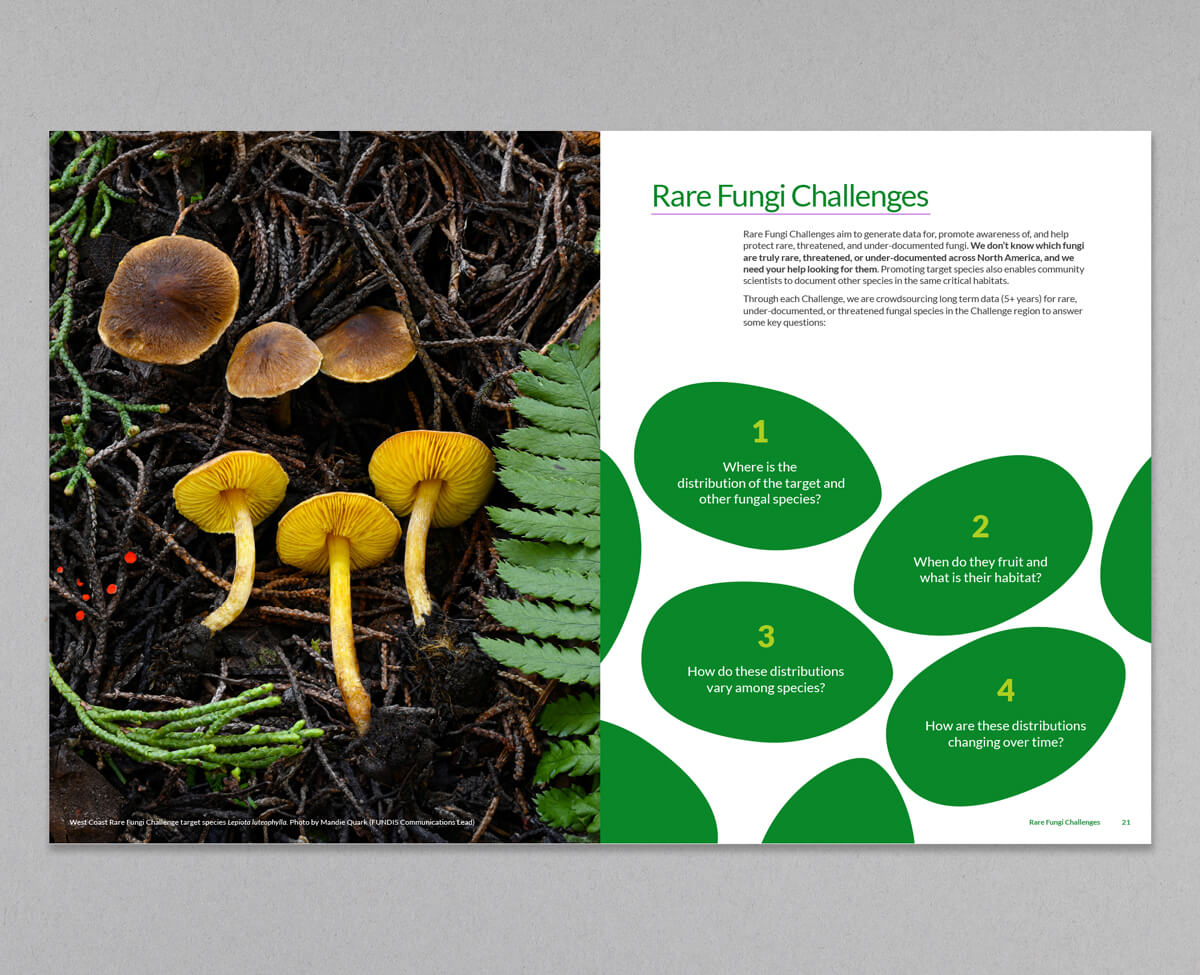 West Coast Rare Fungi Challenge target species Lepiota luteophylla. Photo by Mandie Quark (FUNDIS Communications Lead)
Rare Fungi Challenges
Rare Fungi Challenges aim to generate data for, promote awareness of, and help
protect rare, threatened, and under-documented fungi. We don't know which fungi
are truly rare, threatened, or under-documented across North America, and we
need your help looking for them. Promoting target species also enables community
scientists to document other species in the same critical habitats.
Through each Challenge, we are crowdsourcing long term data (5+ years) for rare,
under-documented, or threatened fungal species in the Challenge region to answer
some key questions:
1
Where is the
distribution of the target and
other fungal species?
2
When do they fruit and
what is their habitat?
3
How do these distributions
vary among species?
4
How are these distributions
changing over time?
Rare Fungi Challenges 21